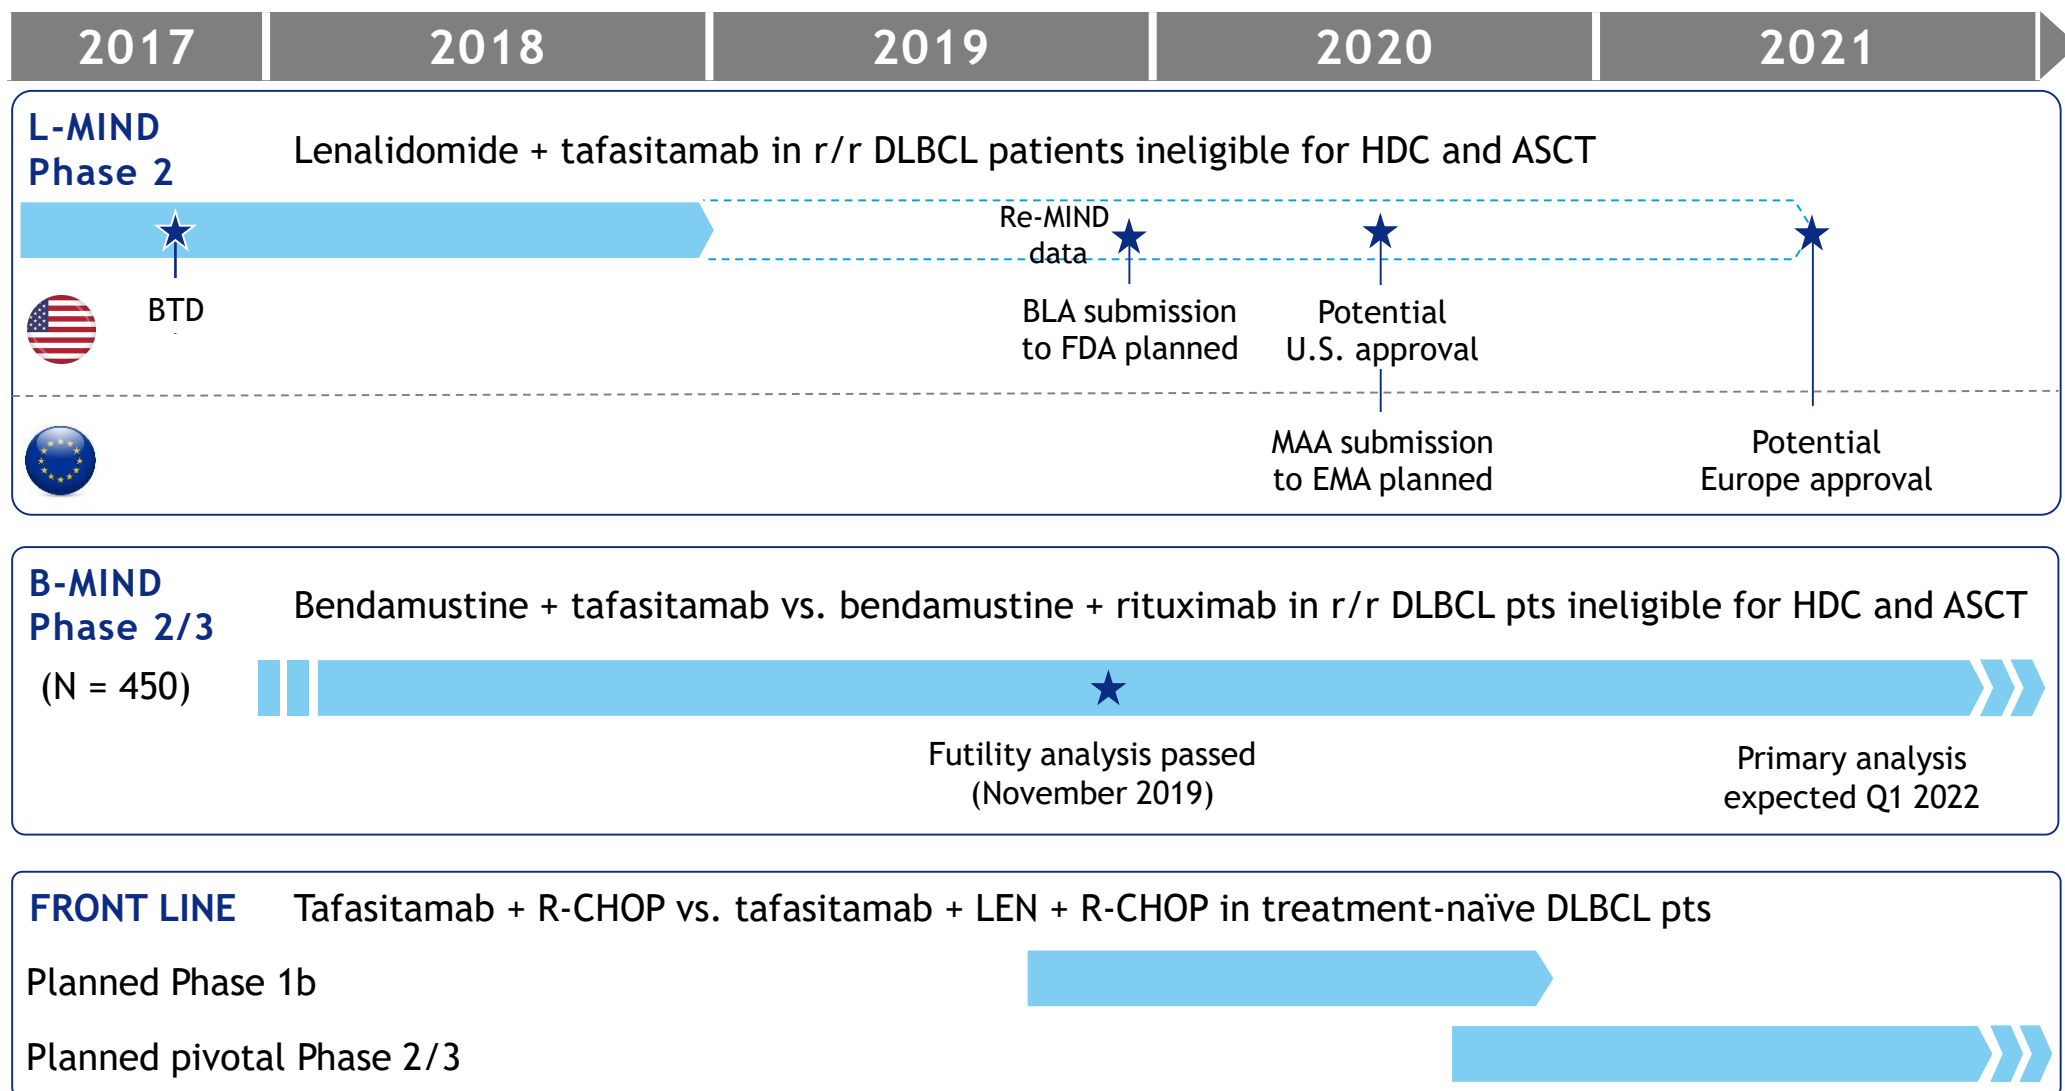 2017 2018 2019 2020 2021
L-MIND
Phase 2
Lenalidomide + tafasitamab in r/r DLBCL patients ineligible for HDC and ASCT
Re-MIND
data
BTD
BLA submission
to FDA planned
Potential
U.S. approval
MAA submission
to EMA planned
Potential
Europe approval
B-MIND
Phase 2/3
(N = 450)
Bendamustine + tafasitamab vs. bendamustine + rituximab in r/r DLBCL pts ineligible for HDC and ASCT
Futility analysis passed
(November 2019)
Primary analysis
expected Q1 2022
FRONT LINE
Tafasitamab + R-CHOP vs. tafasitamab + LEN + R-CHOP in treatment-naïve DLBCL pts
Planned Phase 1b
Planned pivotal Phase 2/3